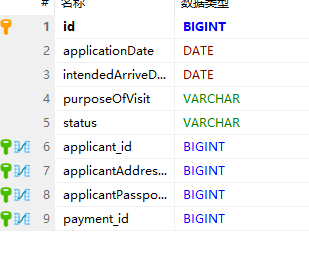 # 名称 数据类型
1 id BIGINT
2 applicationDate DATE
3 intendedArriveD... DATE
4 purposeOfVisit VARCHAR
5 status VARCHAR
6 applicant_id BIGINT
7 applicantAddres... BIGINT
8 applicantPasspo... BIGINT
9 payment_id BIGINT